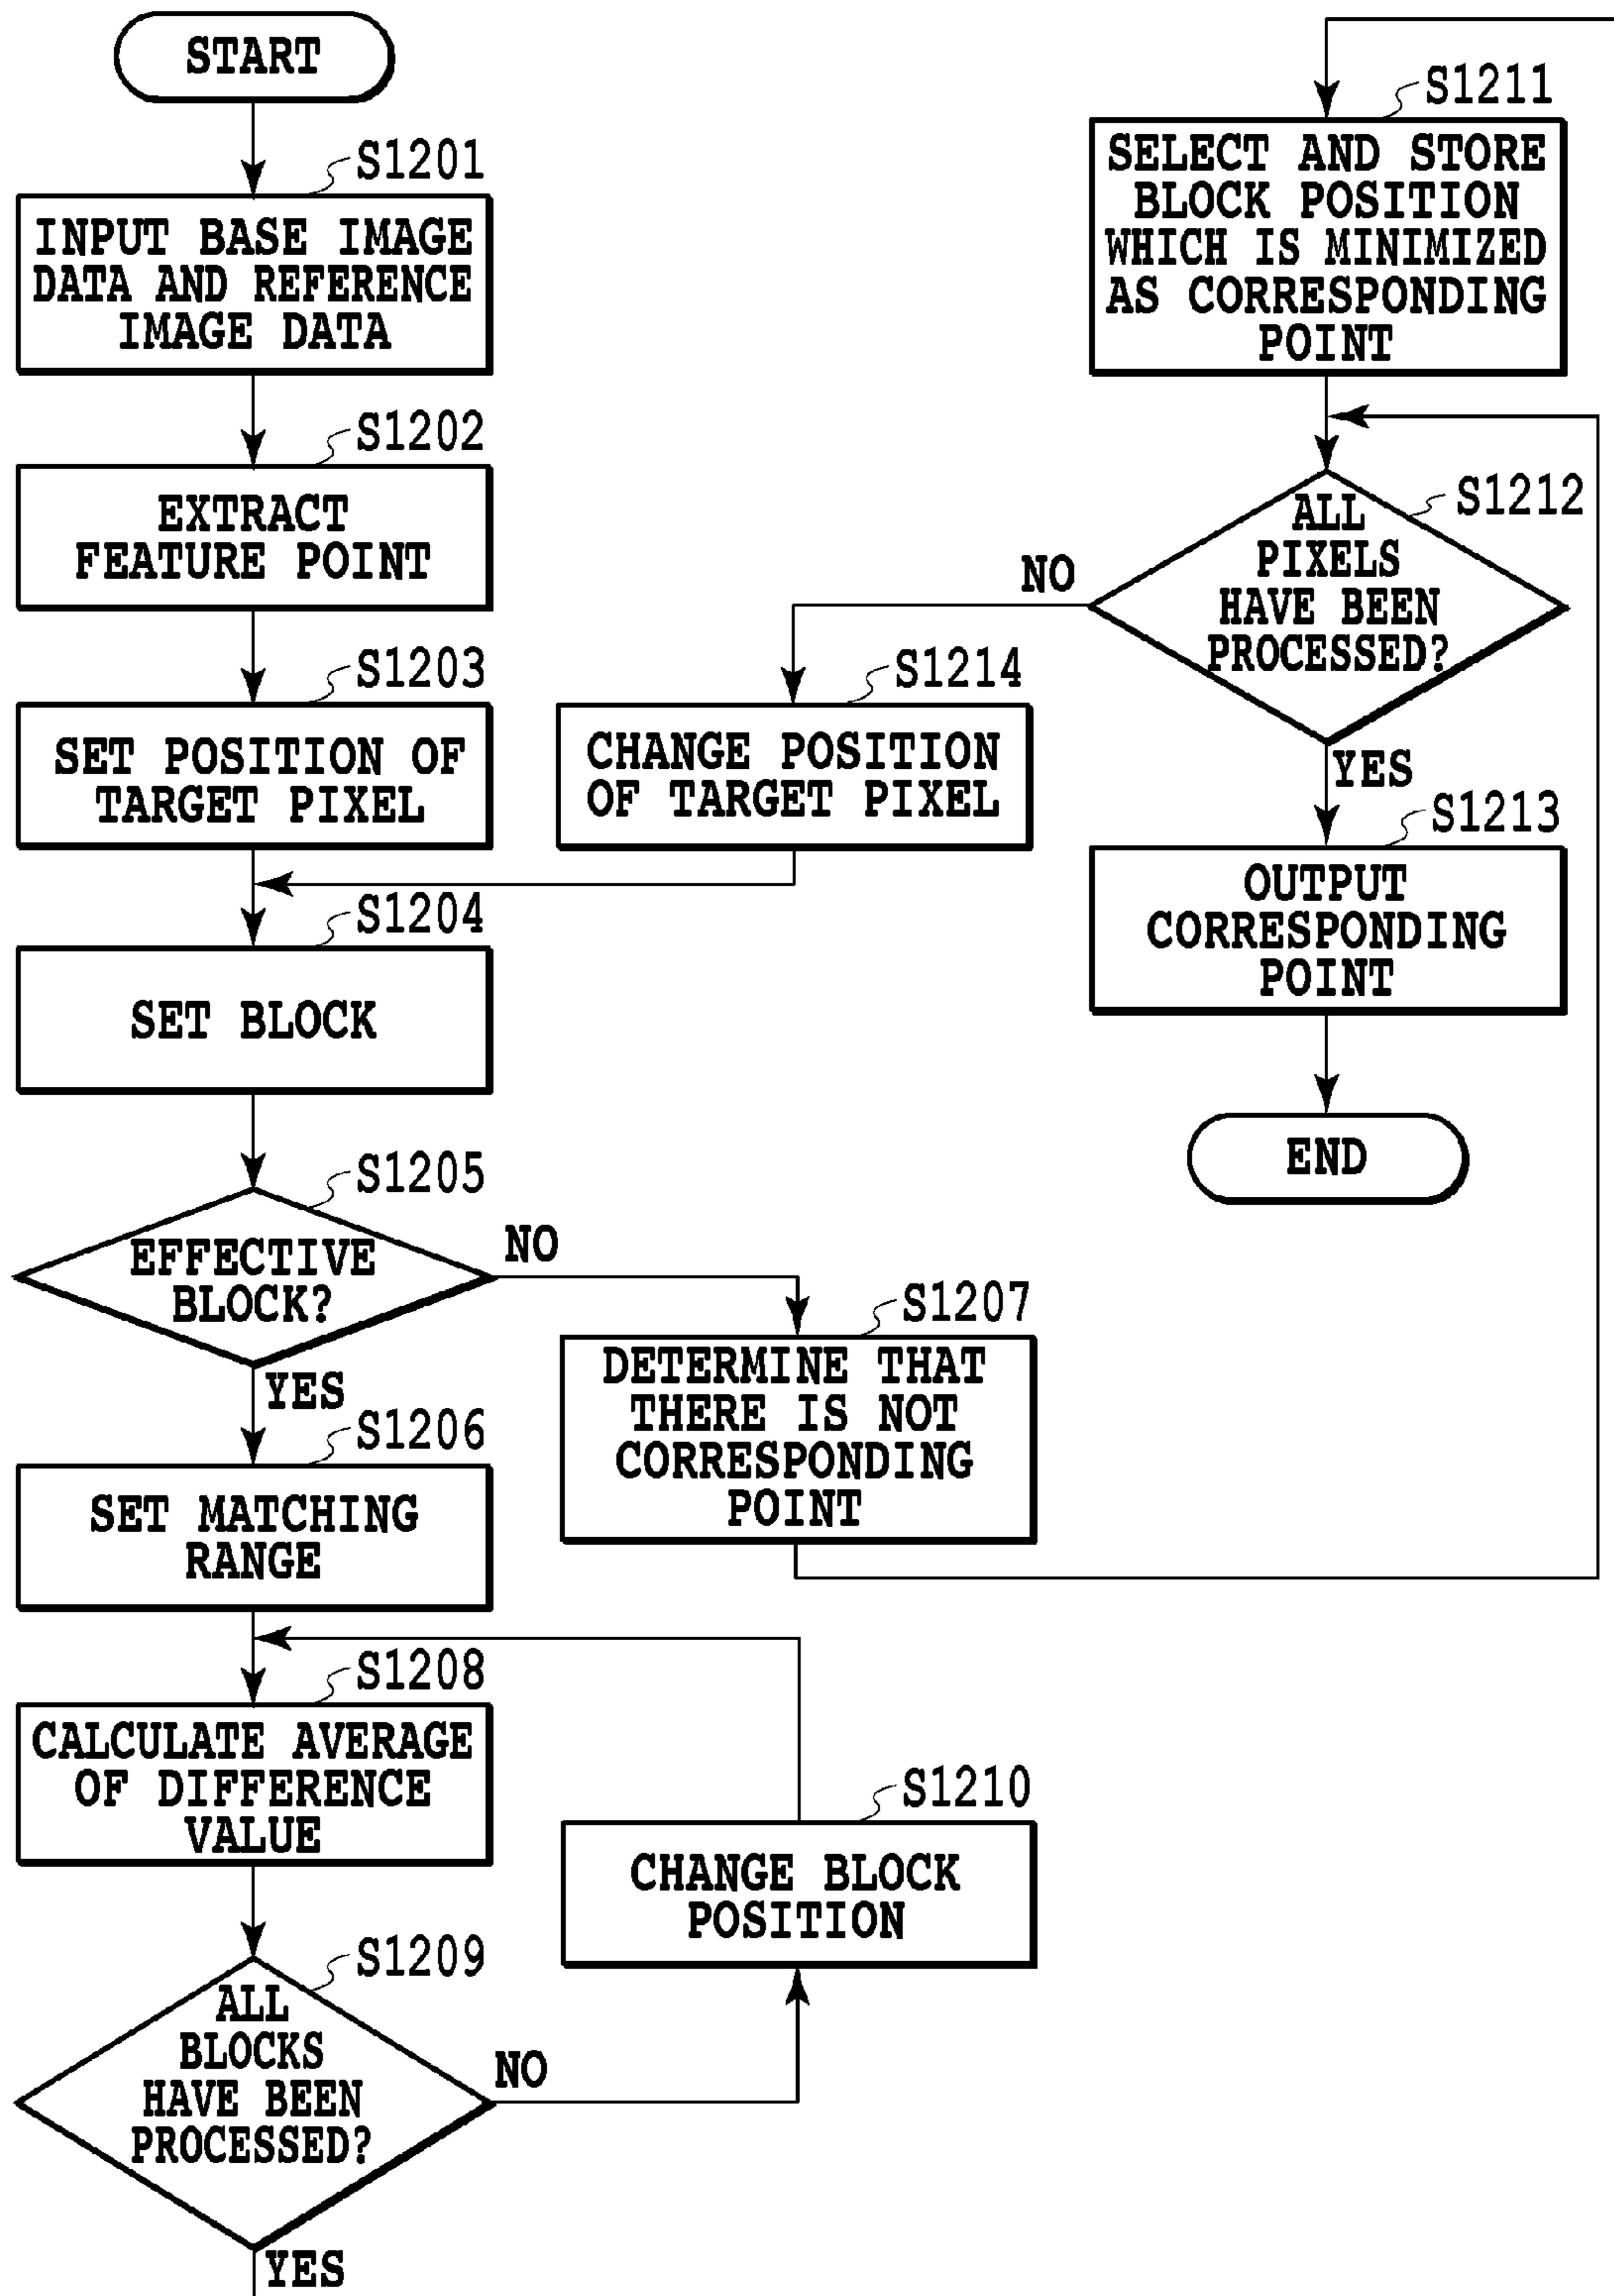 START
S1201
INPUT BASE IMAGE
DATA AND REFERENCE
IMAGE DATA
S1202
EXTRACT
FEATURE POINT
S1203
SET POSITION OF
TARGET PIXEL
S1204
SET BLOCK
S1205
EFFECTIVE
BLOCK?
NO
YES
S1206
SET MATCHING
RANGE
S1207
DETERMINE THAT
THERE IS NOT
CORRESPONDING
POINT
S1208
CALCULATE AVERAGE
OF DIFFERENCE
VALUE
S1209
ALL
BLOCKS
HAVE BEEN
PROCESSED?
NO
YES
S1210
CHANGE BLOCK
POSITION
S1211
SELECT AND STORE
BLOCK POSITION
WHICH IS MINIMIZED
AS CORRESPONDING
POINT
S1212
ALL
PIXELS
HAVE BEEN
PROCESSED?
NO
YES
S1214
CHANGE POSITION
OF TARGET PIXEL
S1213
OUTPUT
CORRESPONDING
POINT
END